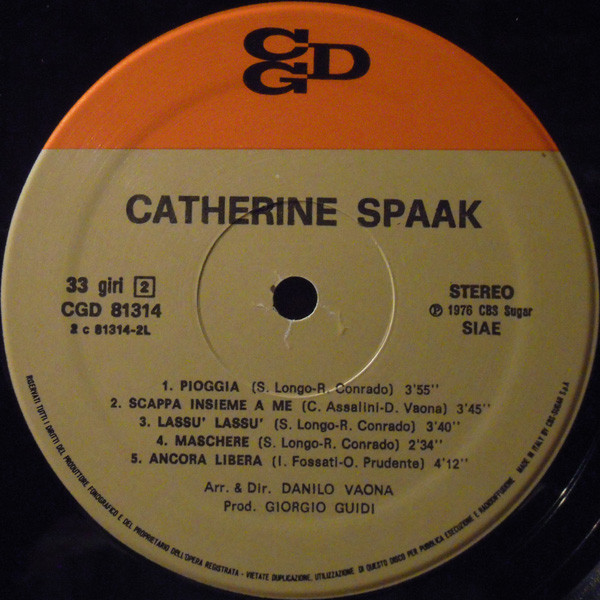 CGD
CATHERINE SPAAK
33 giri 2
CGD 81314
2 c 81314-2L
STEREO
℗ 1976 CBS Sugar
SIAE
1. PIOGGIA (S. Longo-R. Conrado) 3'55''
2. SCAPPA INSIEME A ME (C. Assalini-D. Vaona) 3'45''
3. LASSU' LASSU' (S. Longo-R. Conrado) 3'40''
4. MASCHERE (S. Longo-R. Conrado) 2'34''
5. ANCORA LIBERA (I. Fossati-O. Prudente) 4'12''
Arr. & Dir. DANILO VAONA
Prod. GIORGIO GUIDI
RISERVATI TUTTI I DIRITTI DEL PRODUTTORE FONOGRAFICO E DEL PROPRIETARIO DELL'OPERA REGISTRATA - VIETATE DUPLICAZIONE, UTILIZZAZIONE DI QUESTO DISCO PER PUBBLICA ESECUZIONE E RADIODIFFUSIONE
MADE IN ITALY BY CBS-SUGAR S.p.A.